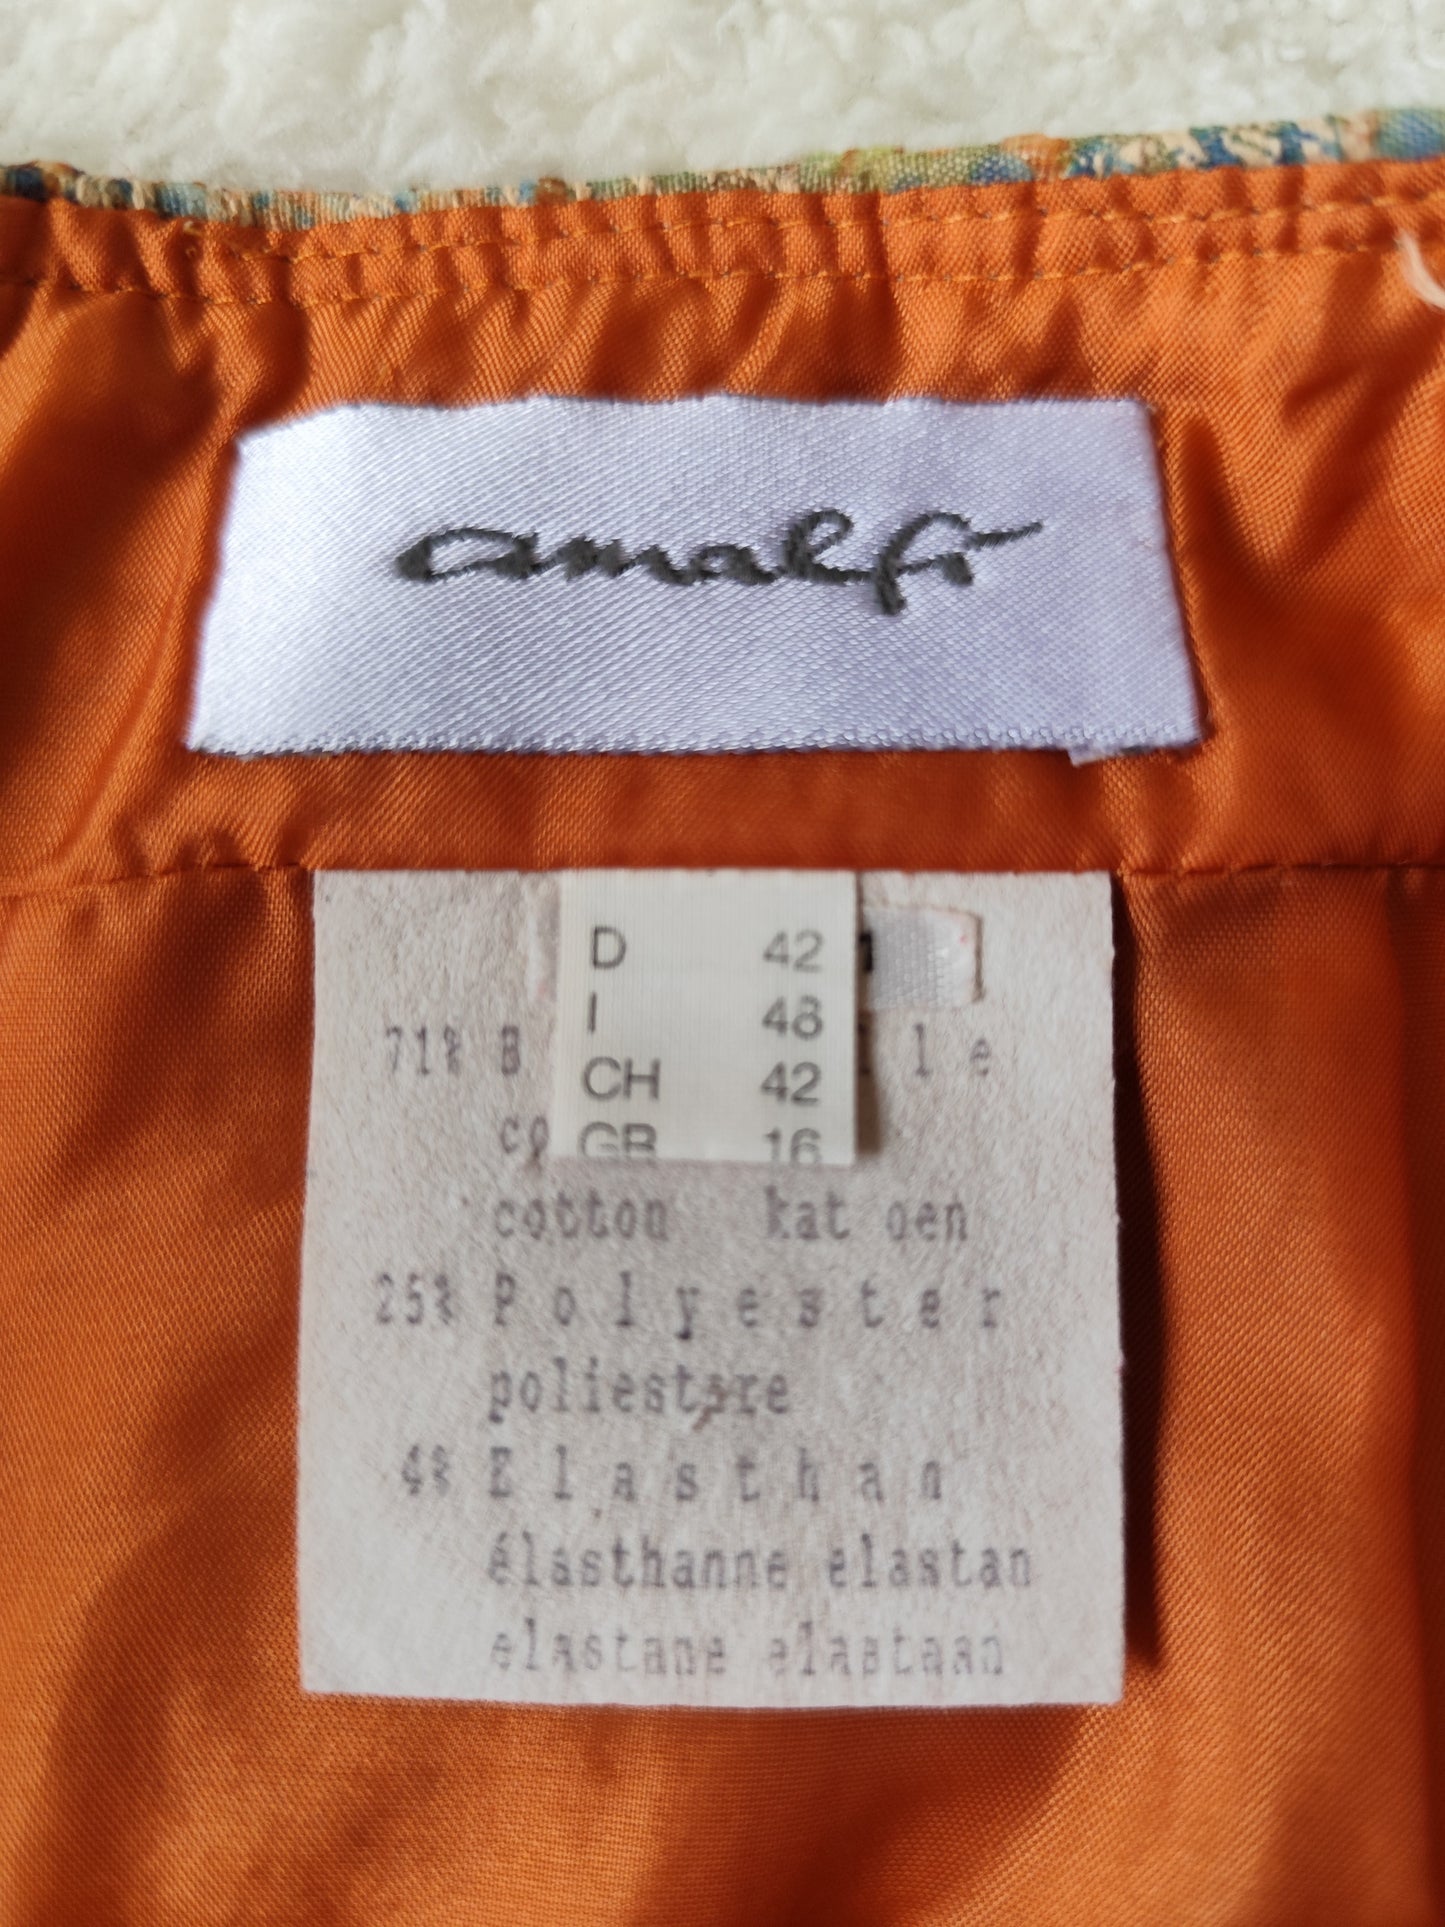 amalfi
D 42
I 48
CH 42
GB 16
71%
cotton katoen
25% Polyester
poliestere
4% Elasthan
élasthanne elastan
elastane elastaan